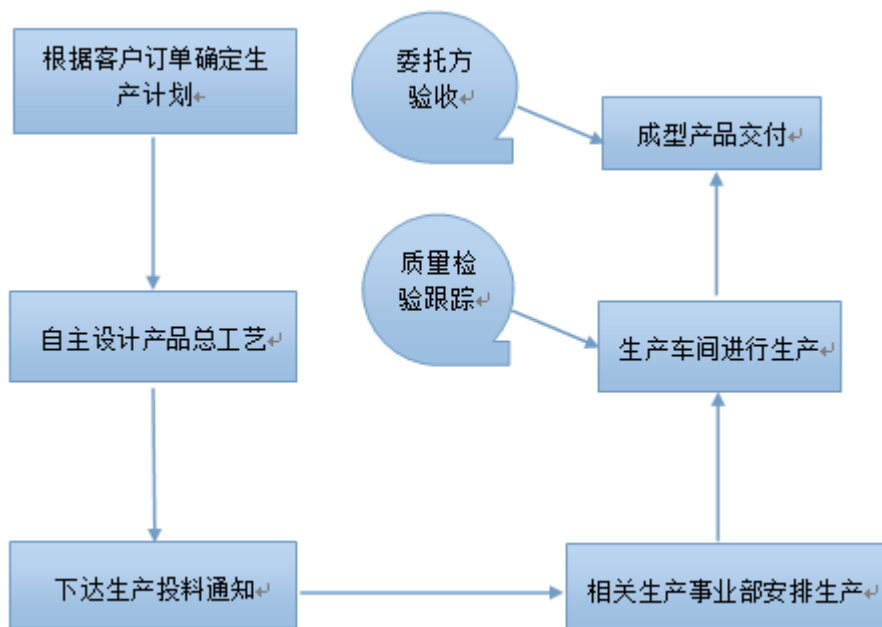 根据客户订单确定生
产计划
委托方
验收
成型产品交付
质量检
验跟踪
自主设计产品总工艺
生产车间进行生产
下达生产投料通知
相关生产事业部安排生产